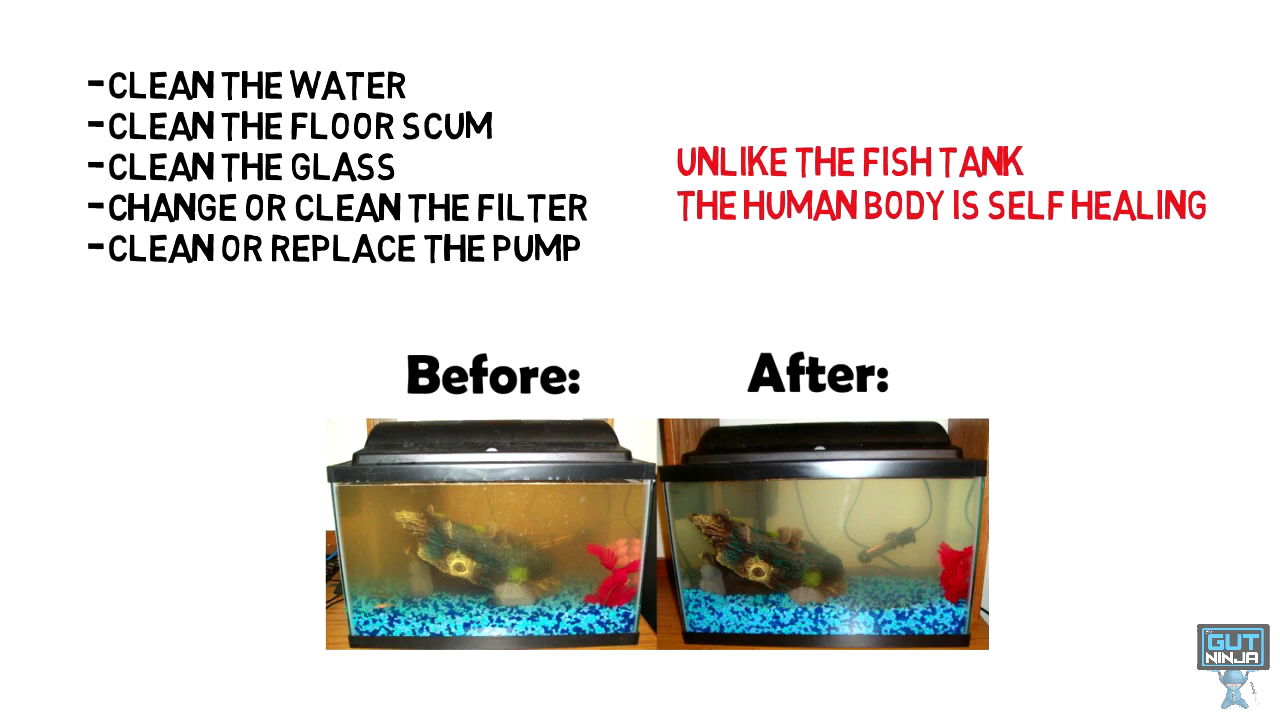 -CLEAN THE WATER
-CLEAN THE FLOOR SCUM
-CLEAN THE GLASS
-CHANGE OR CLEAN THE FILTER
-CLEAN OR REPLACE THE PUMP
UNLIKE THE FISH TANK
THE HUMAN BODY IS SELF HEALING
Before:
After:
GUT
NINJA